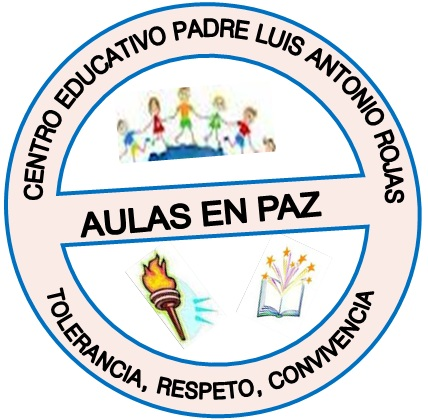 CENTRO EDUCATIVO PADRE LUIS ANTONIO ROJAS
AULAS EN PAZ
TOLERANCIA, RESPETO, CONVIVENCIA